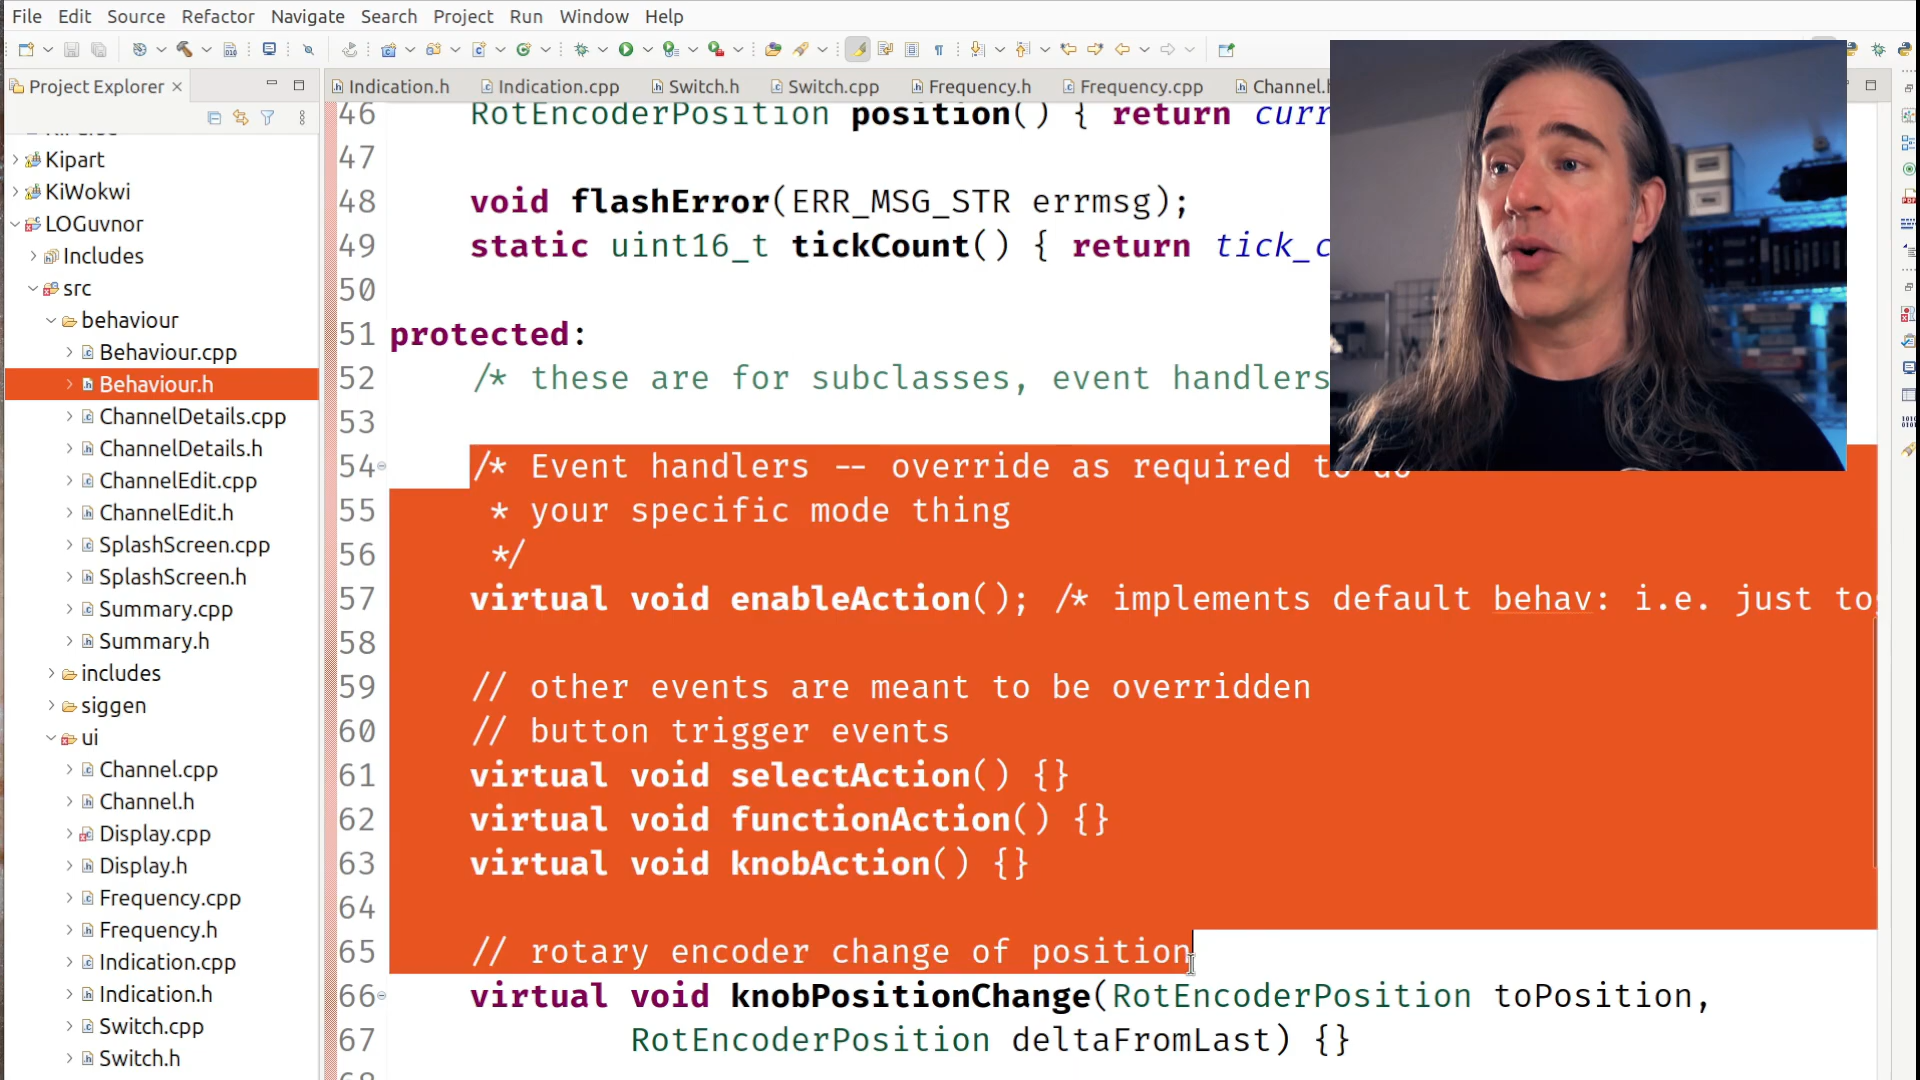 File Edit Source Refactor Navigate Search Project Run Window Help
Project Explorer
Indication.h Indication.cpp Switch.h Switch.cpp Frequency.h Frequency.cpp Channel.h
Kipart
KiWokwi
LOGuvnor
Includes
src
behaviour
Behaviour.cpp
Behaviour.h
ChannelDetails.cpp
ChannelDetails.h
ChannelEdit.cpp
ChannelEdit.h
SplashScreen.cpp
SplashScreen.h
Summary.cpp
Summary.h
includes
siggen
ui
Channel.cpp
Channel.h
Display.cpp
Display.h
Frequency.cpp
Frequency.h
Indication.cpp
Indication.h
Switch.cpp
Switch.h
46 RotEncoderPosition position() { return curr
47
48 void flashError(ERR_MSG_STR errmsg);
49 static uint16_t tickCount() { return tick_c
50
51 protected:
52 /* these are for subclasses, event handlers
53
54 /* Event handlers -- override as required to do
55 * your specific mode thing
56 */
57 virtual void enableAction(); /* implements default behav: i.e. just tog
58
59 // other events are meant to be overridden
60 // button trigger events
61 virtual void selectAction() {}
62 virtual void functionAction() {}
63 virtual void knobAction() {}
64
65 // rotary encoder change of position
66 virtual void knobPositionChange(RotEncoderPosition toPosition,
67 RotEncoderPosition deltaFromLast) {}